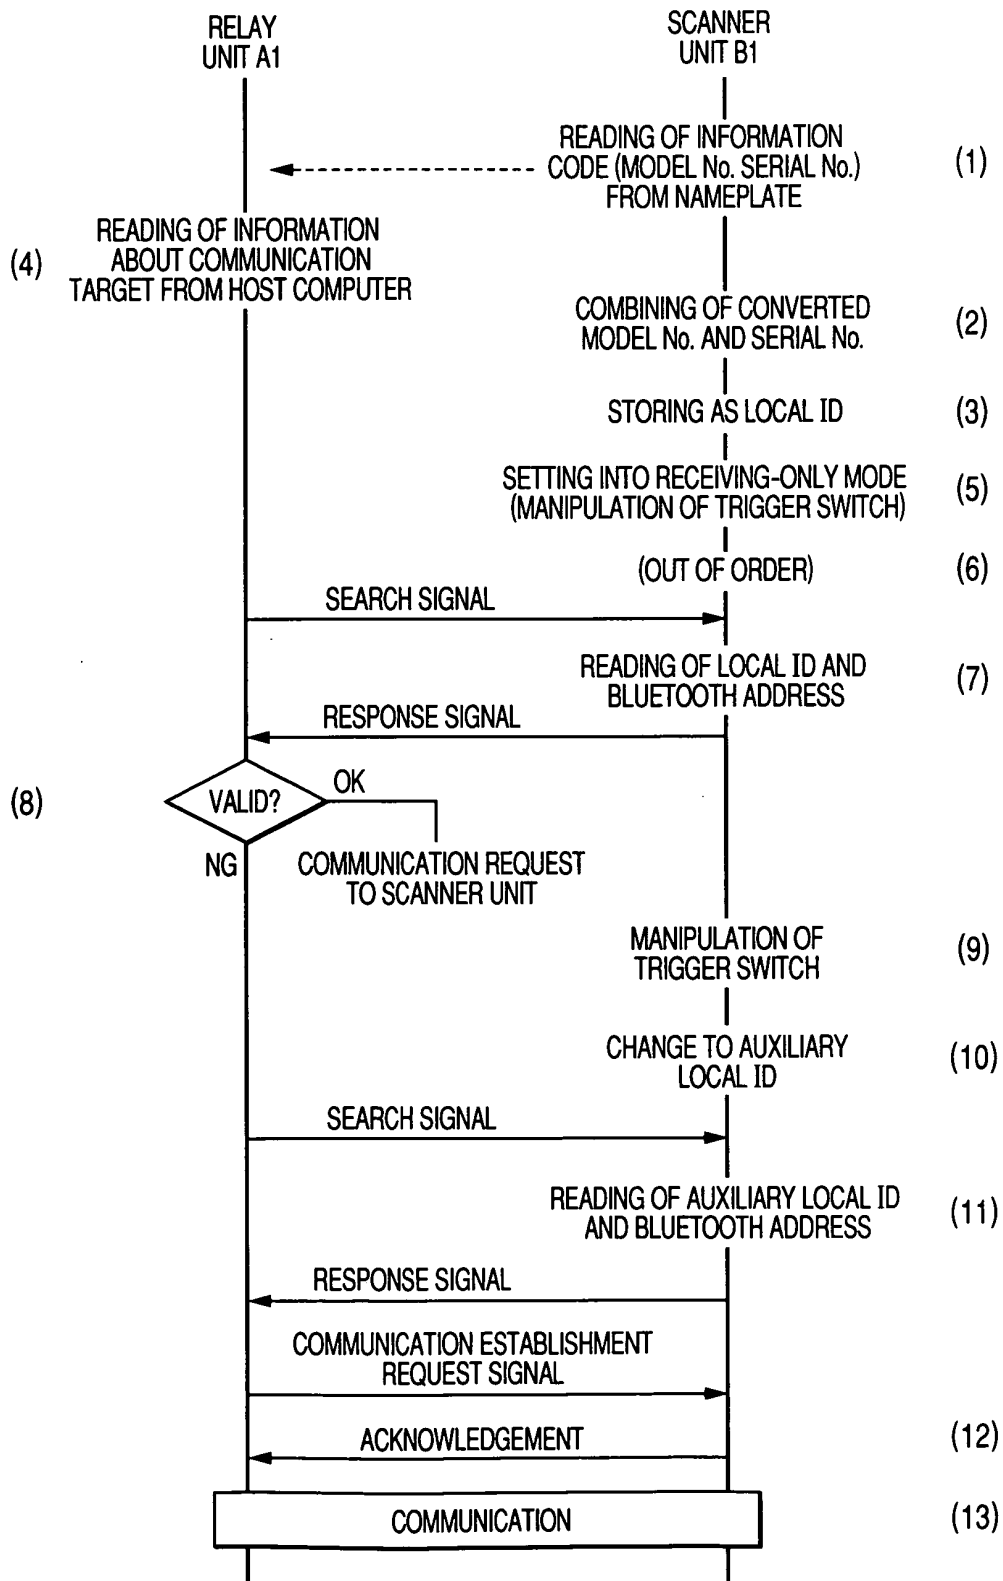 RELAY
UNIT A1
SCANNER
UNIT B1
READING OF INFORMATION
CODE (MODEL No. SERIAL No.)
FROM NAMEPLATE
(1)
READING OF INFORMATION
ABOUT COMMUNICATION
TARGET FROM HOST COMPUTER
(4)
COMBINING OF CONVERTED
MODEL No. AND SERIAL No.
(2)
STORING AS LOCAL ID
(3)
SETTING INTO RECEIVING-ONLY MODE
(MANIPULATION OF TRIGGER SWITCH)
(5)
(OUT OF ORDER)
(6)
SEARCH SIGNAL
READING OF LOCAL ID AND
BLUETOOTH ADDRESS
(7)
RESPONSE SIGNAL
(8)
VALID?
OK
NG
COMMUNICATION REQUEST
TO SCANNER UNIT
MANIPULATION OF
TRIGGER SWITCH
(9)
CHANGE TO AUXILIARY
LOCAL ID
(10)
SEARCH SIGNAL
READING OF AUXILIARY LOCAL ID
AND BLUETOOTH ADDRESS
(11)
RESPONSE SIGNAL
COMMUNICATION ESTABLISHMENT
REQUEST SIGNAL
ACKNOWLEDGEMENT
(12)
COMMUNICATION
(13)